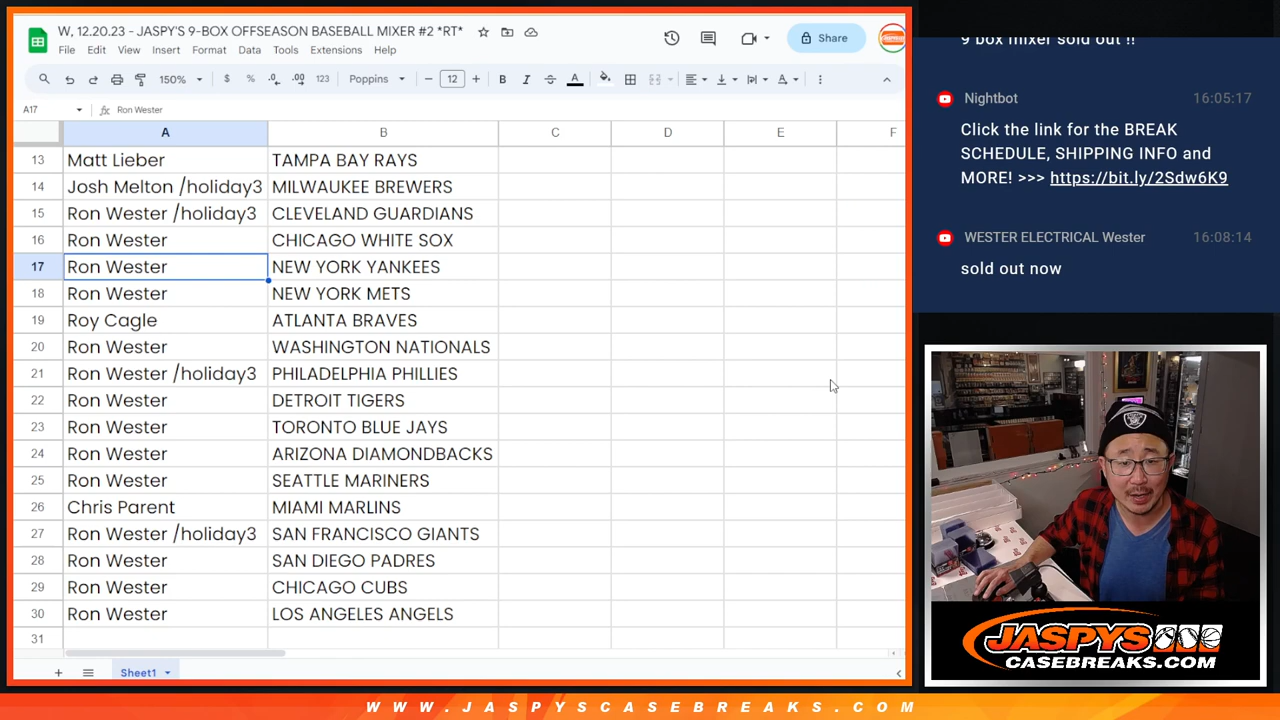 W, 12.20.23 - JASPY'S 9-BOX OFFSEASON BASEBALL MIXER #2 *RT*
File Edit View Insert Format Data Tools Extensions Help
Share
150% $ % .0 .00 123 Poppins 12 B I A
A17 fx Ron Wester
A B C D E F
13 Matt Lieber TAMPA BAY RAYS
14 Josh Melton /holiday3 MILWAUKEE BREWERS
15 Ron Wester /holiday3 CLEVELAND GUARDIANS
16 Ron Wester CHICAGO WHITE SOX
17 Ron Wester NEW YORK YANKEES
18 Ron Wester NEW YORK METS
19 Roy Cagle ATLANTA BRAVES
20 Ron Wester WASHINGTON NATIONALS
21 Ron Wester /holiday3 PHILADELPHIA PHILLIES
22 Ron Wester DETROIT TIGERS
23 Ron Wester TORONTO BLUE JAYS
24 Ron Wester ARIZONA DIAMONDBACKS
25 Ron Wester SEATTLE MARINERS
26 Chris Parent MIAMI MARLINS
27 Ron Wester /holiday3 SAN FRANCISCO GIANTS
28 Ron Wester SAN DIEGO PADRES
29 Ron Wester CHICAGO CUBS
30 Ron Wester LOS ANGELES ANGELS
31
Sheet1
9 box mixer sold out !!
Nightbot 16:05:17
Click the link for the BREAK
SCHEDULE, SHIPPING INFO and
MORE! >>> https://bit.ly/2Sdw6K9
WESTER ELECTRICAL Wester 16:08:14
sold out now
JASPYS
CASEBREAKS.COM
WWW.JASPYSCASEBREAKS.COM